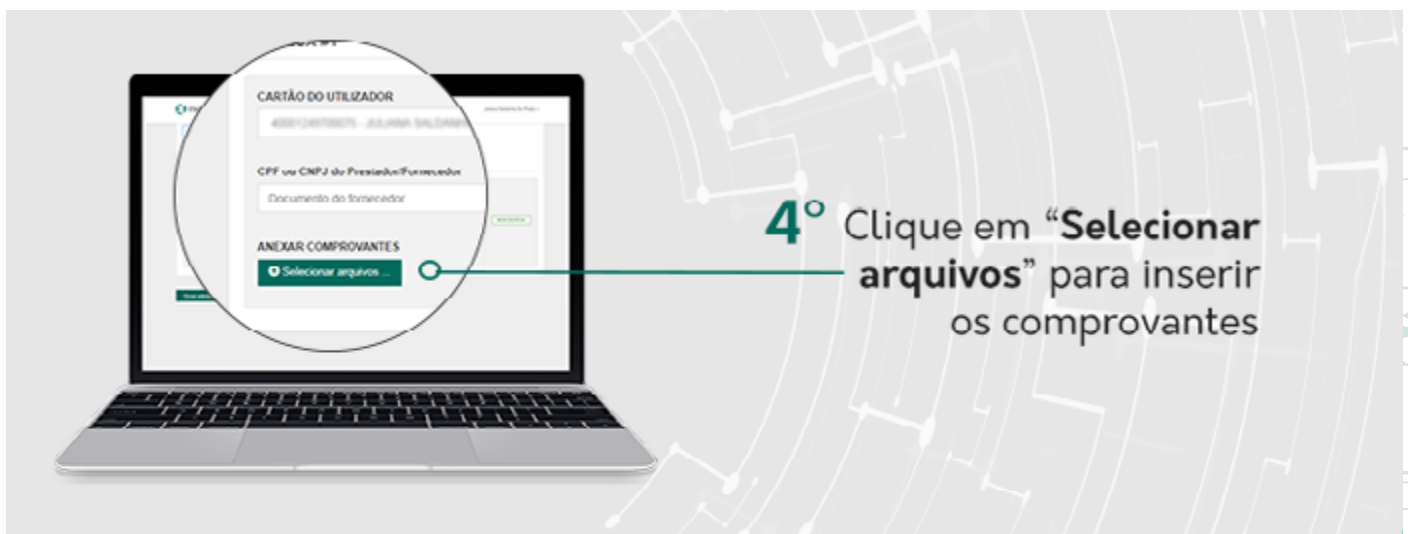 CARTÃO DO UTILIZADOR
CPF ou CNPJ do Prestador/Fornecedor
Documento do fornecedor
ANEXAR COMPROVANTES
Selecionar arquivos ...
4º Clique em “Selecionar
arquivos” para inserir
os comprovantes